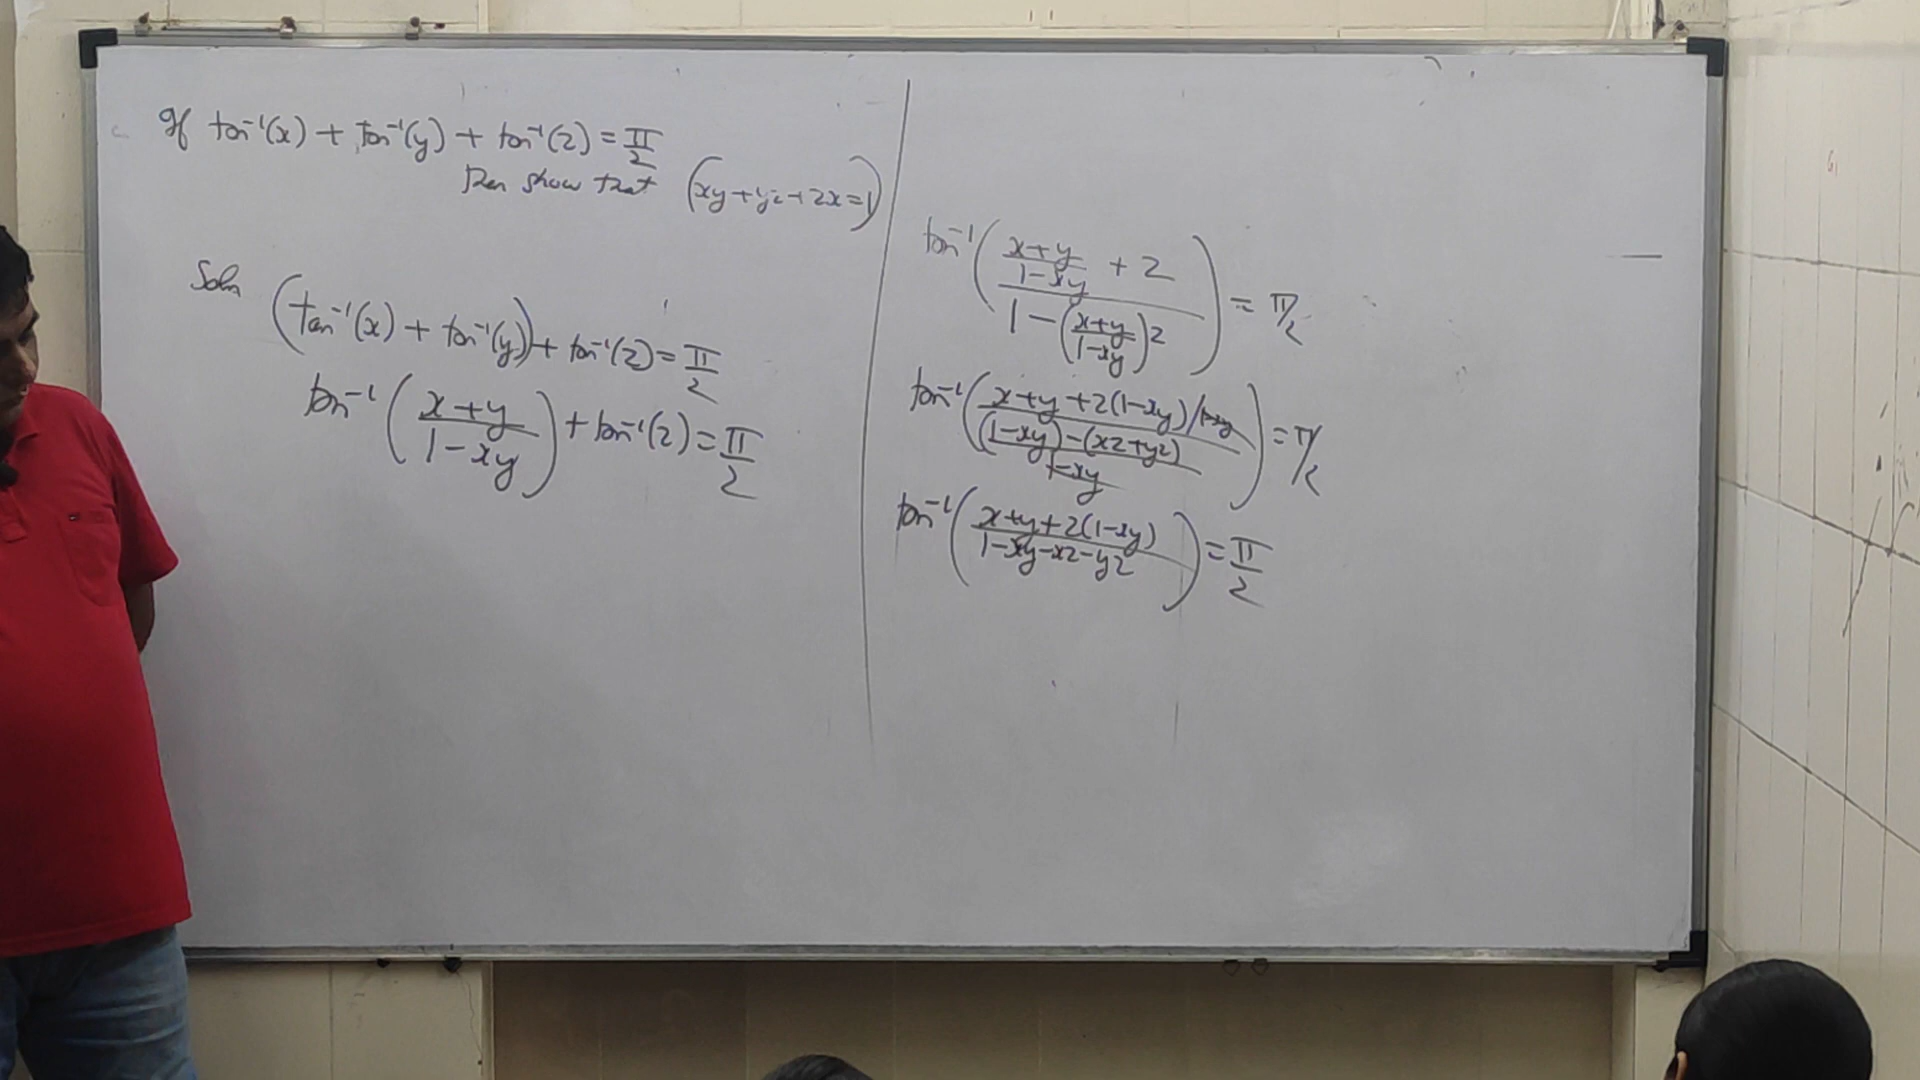 If tan⁻¹(x) + tan⁻¹(y) + tan⁻¹(z) = π/2
then show that (xy+yz+zx=1)
Soln (tan⁻¹(x) + tan⁻¹(y)) + tan⁻¹(z) = π/2
tan⁻¹((x+y)/(1-xy)) + tan⁻¹(z) = π/2
tan⁻¹(((x+y)/(1-xy) + z)/(1-((x+y)/(1-xy))z)) = π/2
tan⁻¹((x+y+z(1-xy)/1-xy)/(((1-xy)-(xz+yz))/(1-xy))) = π/2
tan⁻¹((x+y+z(1-xy))/(1-xy-xz-yz)) = π/2